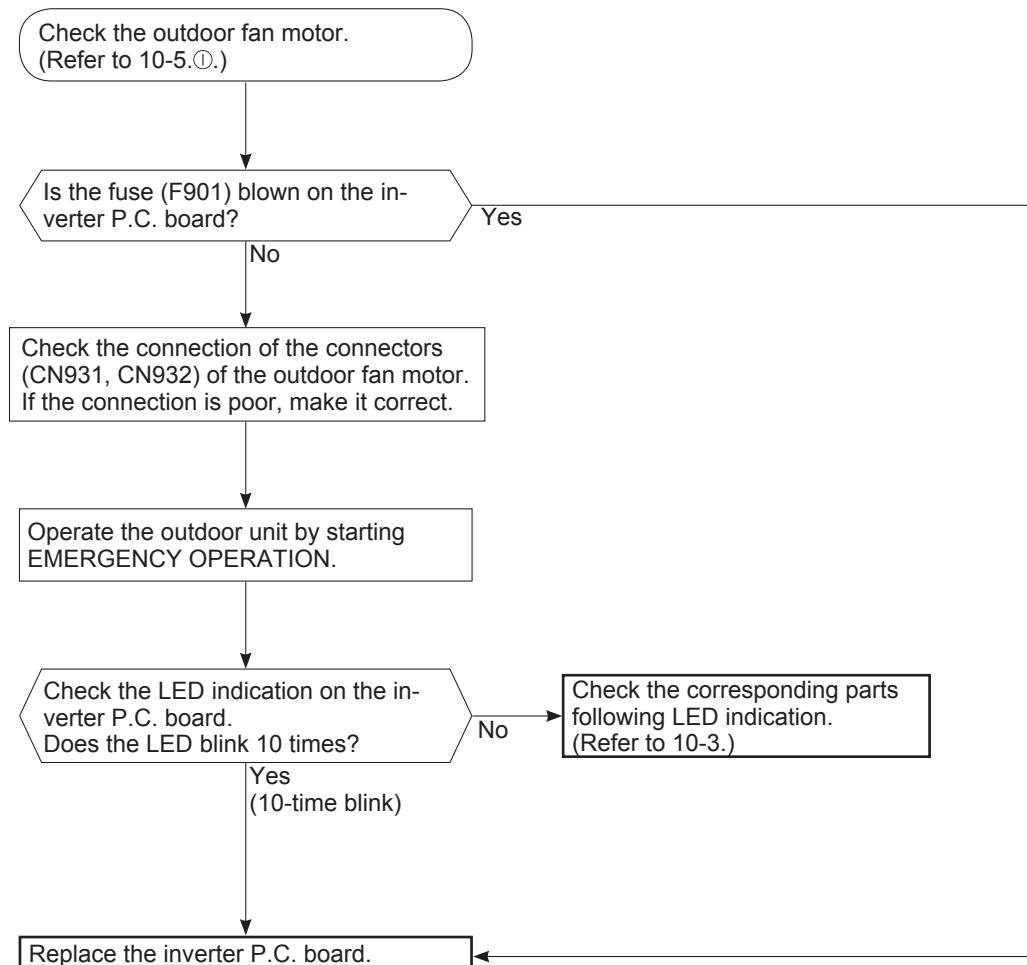 Check the outdoor fan motor.
(Refer to 10-5.Ⓘ.)
Is the fuse (F901) blown on the in-
verter P.C. board?
Yes
No
Check the connection of the connectors
(CN931, CN932) of the outdoor fan motor.
If the connection is poor, make it correct.
Operate the outdoor unit by starting
EMERGENCY OPERATION.
Check the LED indication on the in-
verter P.C. board.
Does the LED blink 10 times?
No
Check the corresponding parts
following LED indication.
(Refer to 10-3.)
Yes
(10-time blink)
Replace the inverter P.C. board.